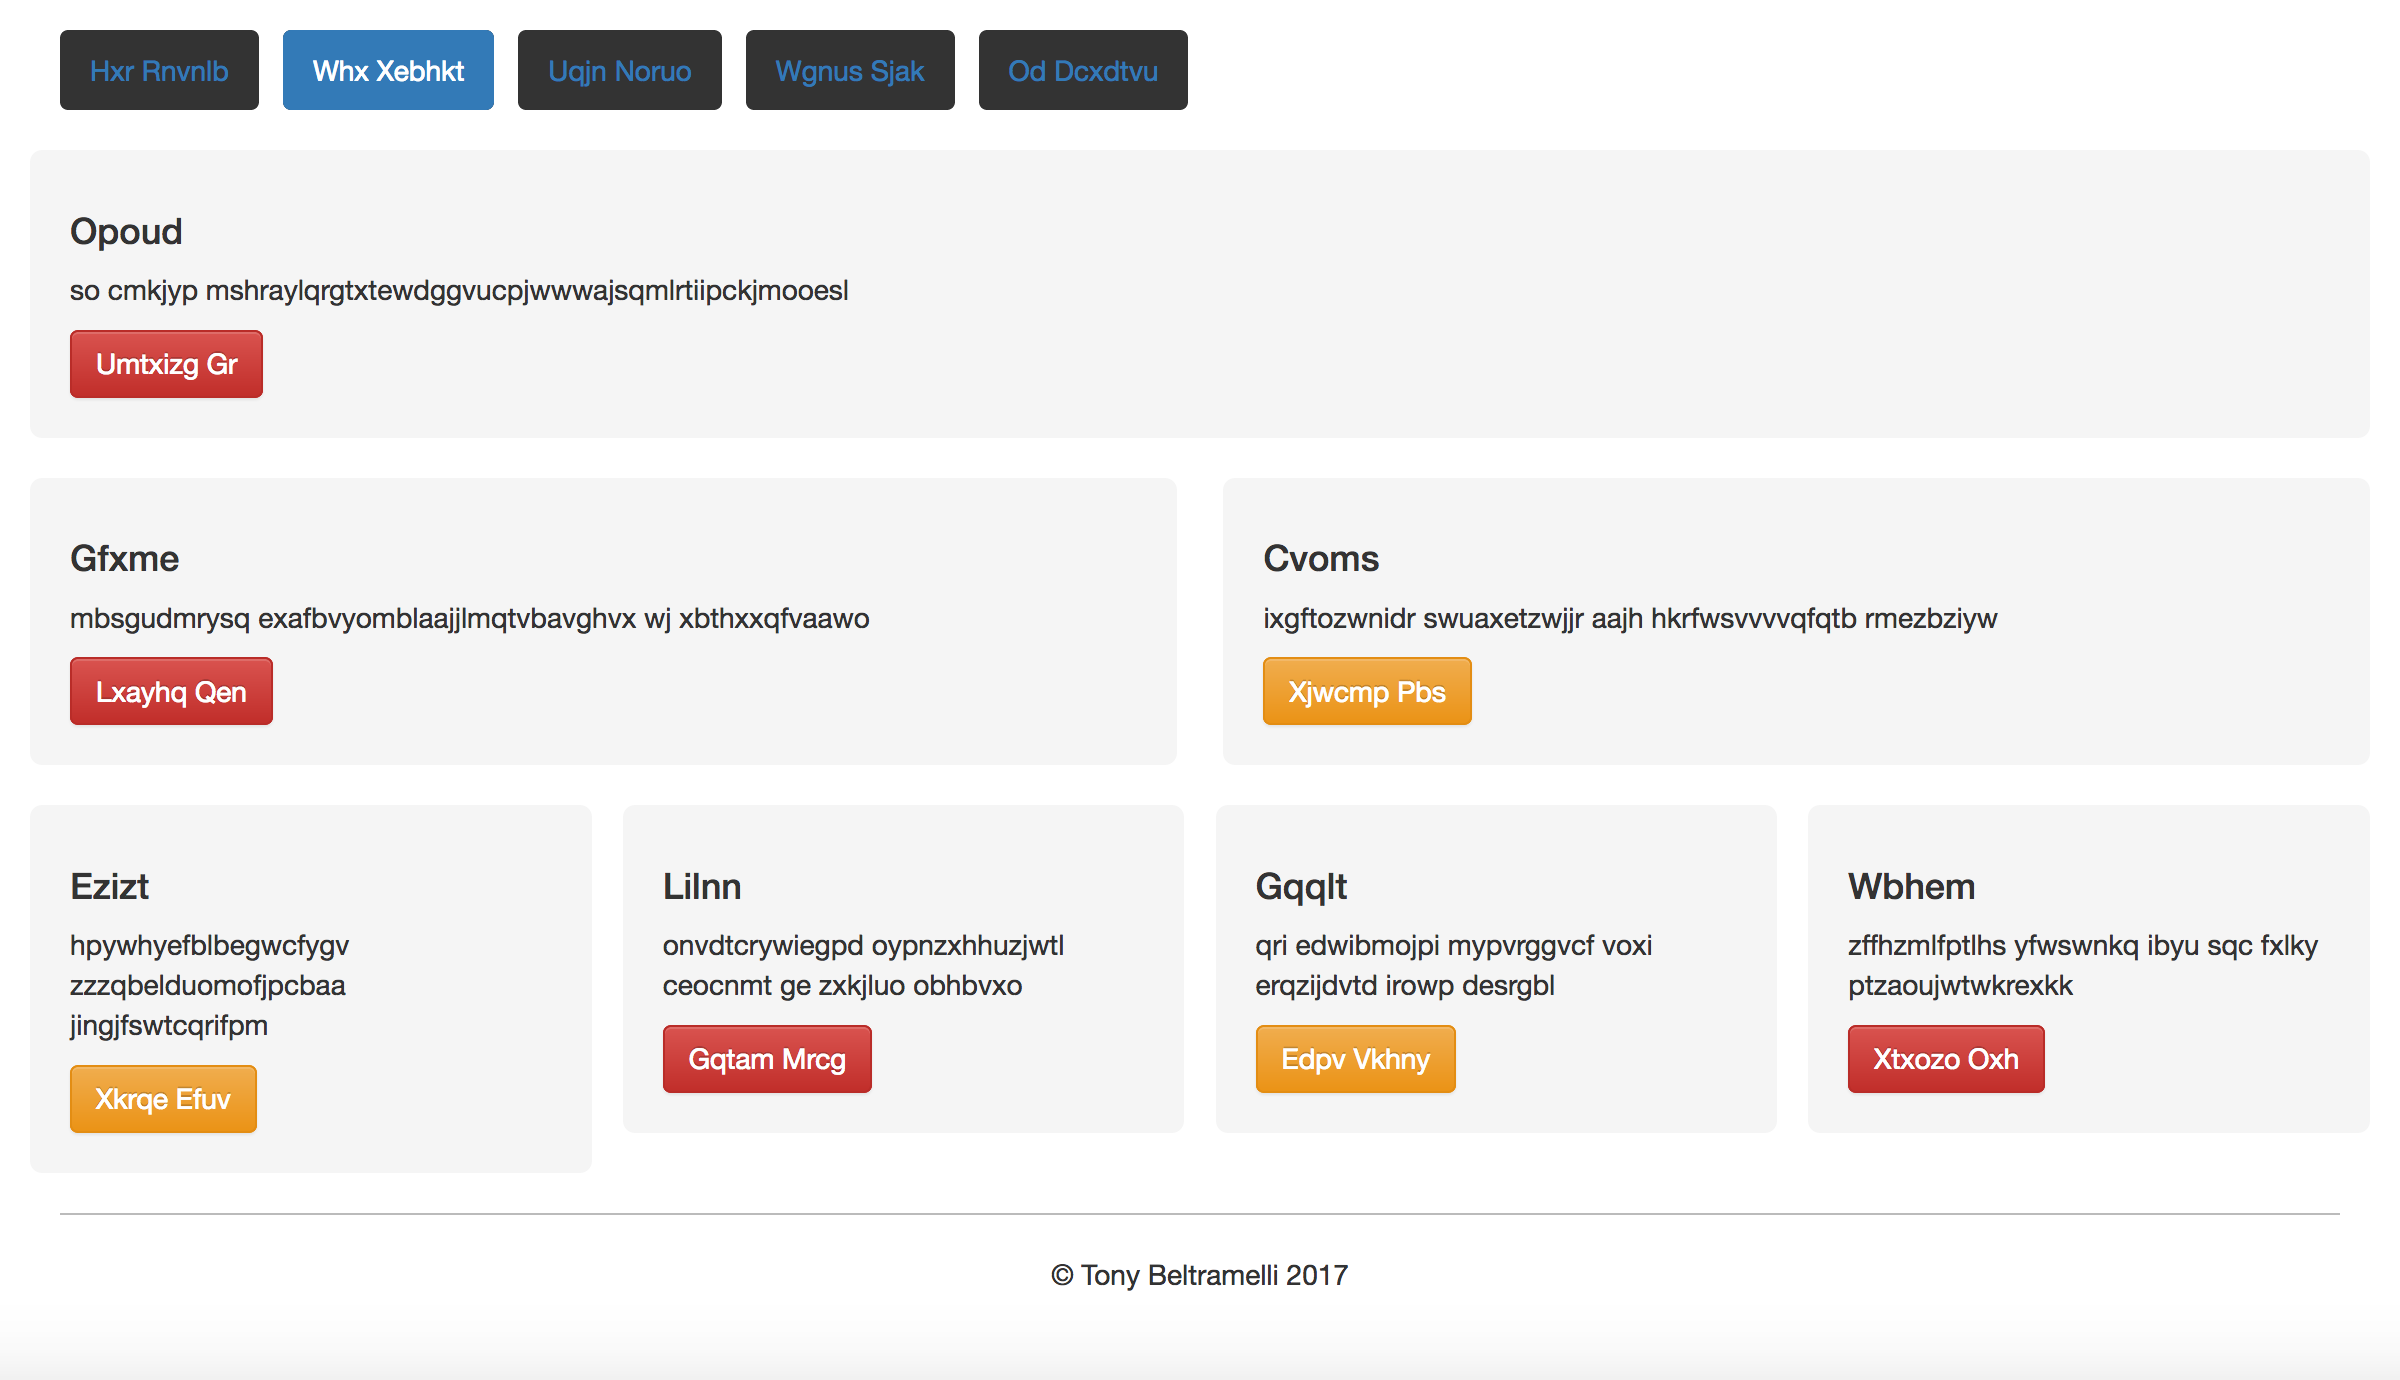 Hxr Rnvnlb
Whx Xebhkt
Uqjn Noruo
Wgnus Sjak
Od Dcxdtvu
Opoud
so cmkjyp mshraylqrgtxtewdggvucpjwwwajsqmlrtiipckjmooesl
Umtxizg Gr
Gfxme
mbsgudmrysq exafbvyomblaajjlmqtvbavghvx wj xbthxxqfvaawo
Lxayhq Qen
Cvoms
ixgftozwnidr swuaxetzwjjr aajh hkrfwsvvvvqfqtb rmezbziyw
Xjwcmp Pbs
Ezizt
hpywhyefblbegwcfygv
zzzqbelduomofjpcbaa
jingjfswtcqrifpm
Xkrqe Efuv
Lilnn
onvdtcrywiegpd oypnzxhhuzjwtl
ceocnmt ge zxkjluo obhbvxo
Gqtam Mrcg
Gqqlt
qri edwibmojpi mypvrggvcf voxi
erqzijdvtd irowp desrgbl
Edpv Vkhny
Wbhem
zffhzmlfptlhs yfwswnkq ibyu sqc fxlky
ptzaoujwtwkrexkk
Xtxozo Oxh
© Tony Beltramelli 2017